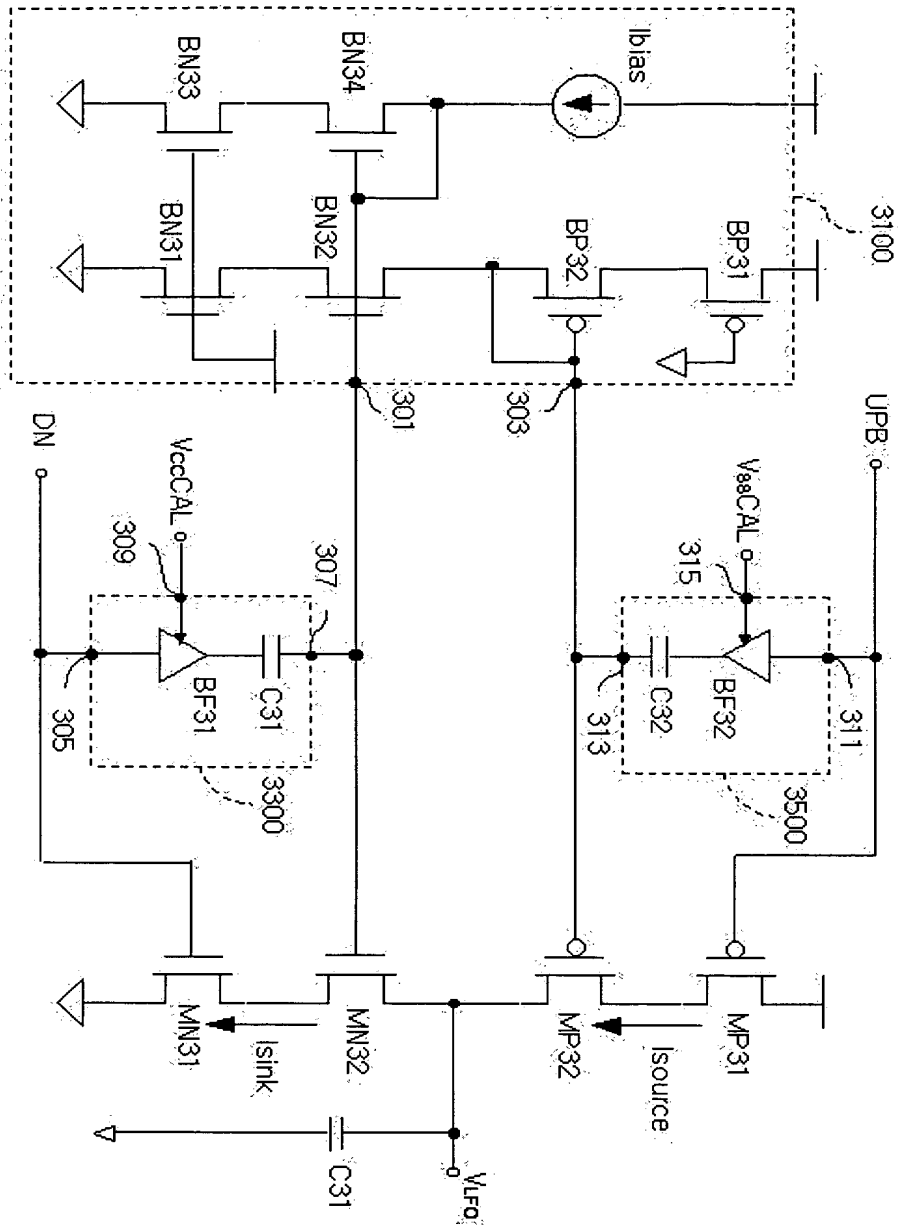 3100
UPB
3500
311
BP31
VssCAL
315
BF32
MP31
Ibias
C32
Isource
BP32
313
MP32
303
VLFO
301
BN34
BN32
307
C31
MN32
C31
309
3300
VccCAL
BF31
Isink
BN33
BN31
305
MN31
DN